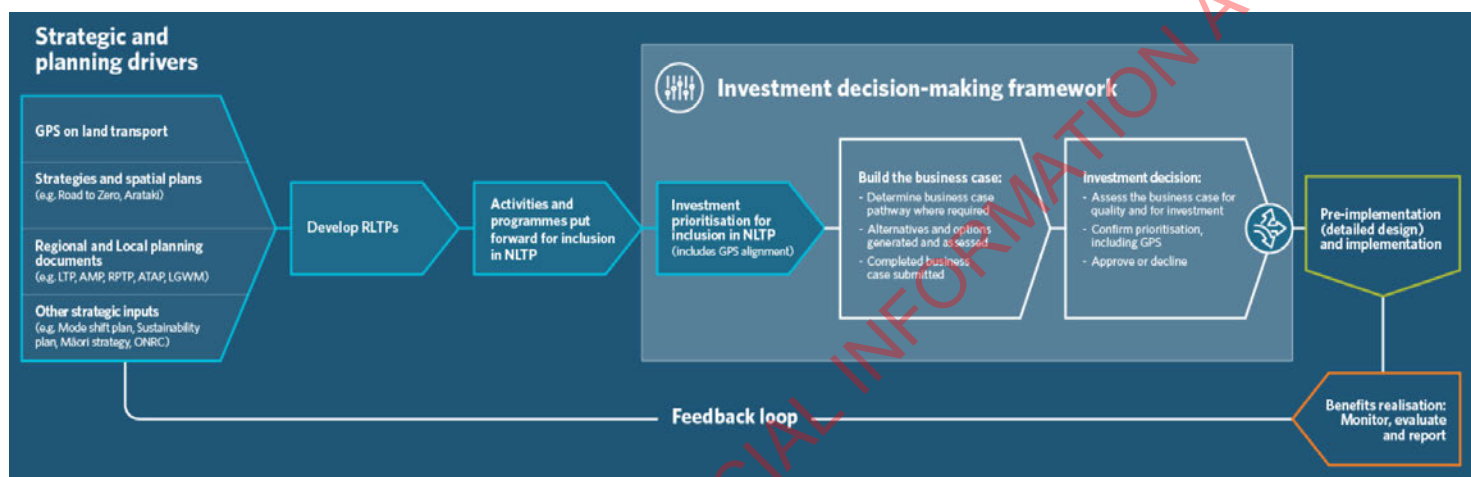 Strategic and
planning drivers
GPS on land transport
Strategies and spatial plans
(e.g. Road to Zero, Arataki)
Regional and Local planning
documents
(e.g. LTP, AMP, RPTP, ATAP, LGWM)
Other strategic inputs
(e.g. Mode shift plan, Sustainability
plan, Māori strategy, ONRC)
Develop RLTPs
Activities and
programmes put
forward for inclusion
in NLTP
Investment decision-making framework
Investment
prioritisation for
inclusion in NLTP
(includes GPS alignment)
Build the business case:
- Determine business case
pathway where required
- Alternatives and options
generated and assessed
- Completed business
case submitted
Investment decision:
- Assess the business case for
quality and for investment
- Confirm prioritisation,
including GPS
- Approve or decline
Pre-implementation
(detailed design)
and implementation
Benefits realisation:
Monitor, evaluate
and report
Feedback loop
CIAL INFORMATION A